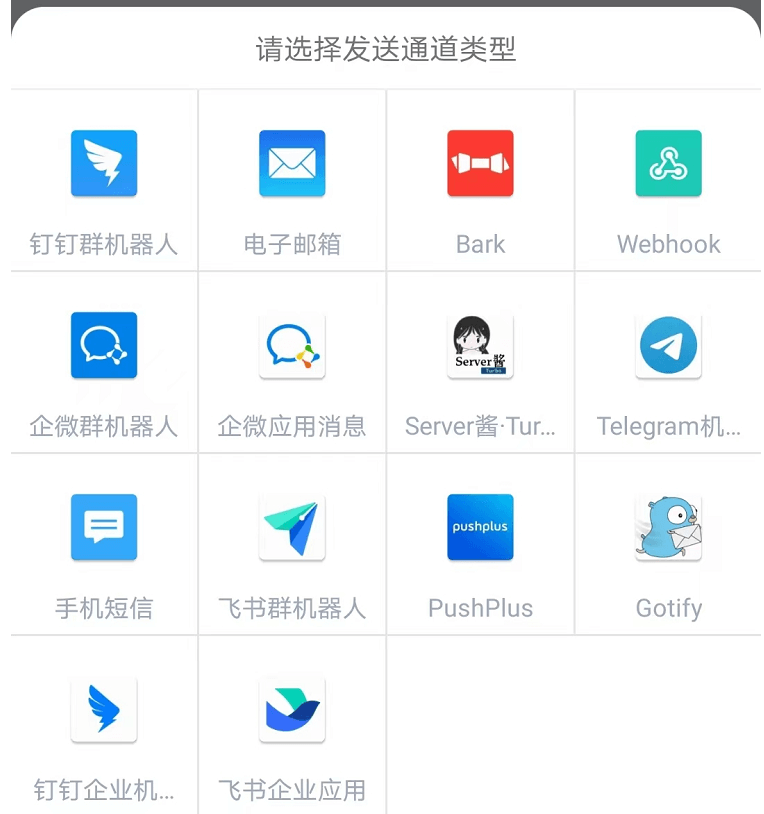 请选择发送通道类型
钉钉群机器人
电子邮箱
Bark
Webhook
企微群机器人
企微应用消息
Server酱
Turbo
Server酱·Tur...
Telegram机...
手机短信
飞书群机器人
pushplus
PushPlus
Gotify
钉钉企业机...
飞书企业应用